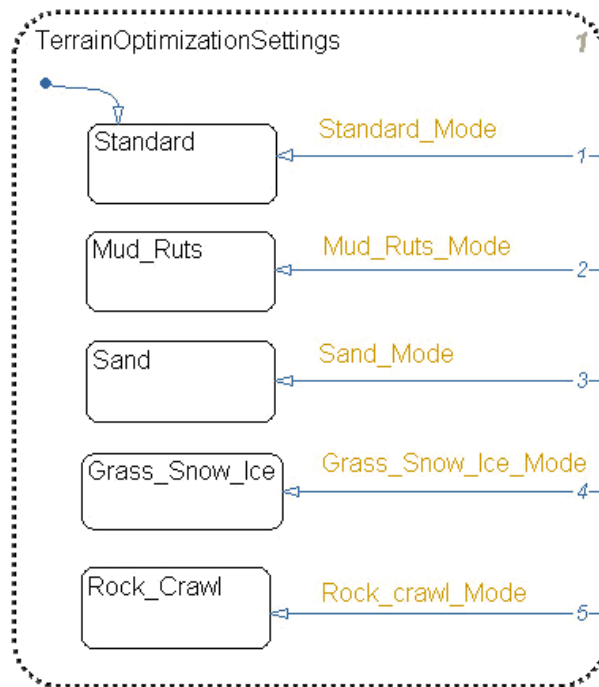 TerrainOptimizationSettings 1
Standard
Standard_Mode
1
Mud_Ruts
Mud_Ruts_Mode
2
Sand
Sand_Mode
3
Grass_Snow_Ice
Grass_Snow_Ice_Mode
4
Rock_Crawl
Rock_crawl_Mode
5